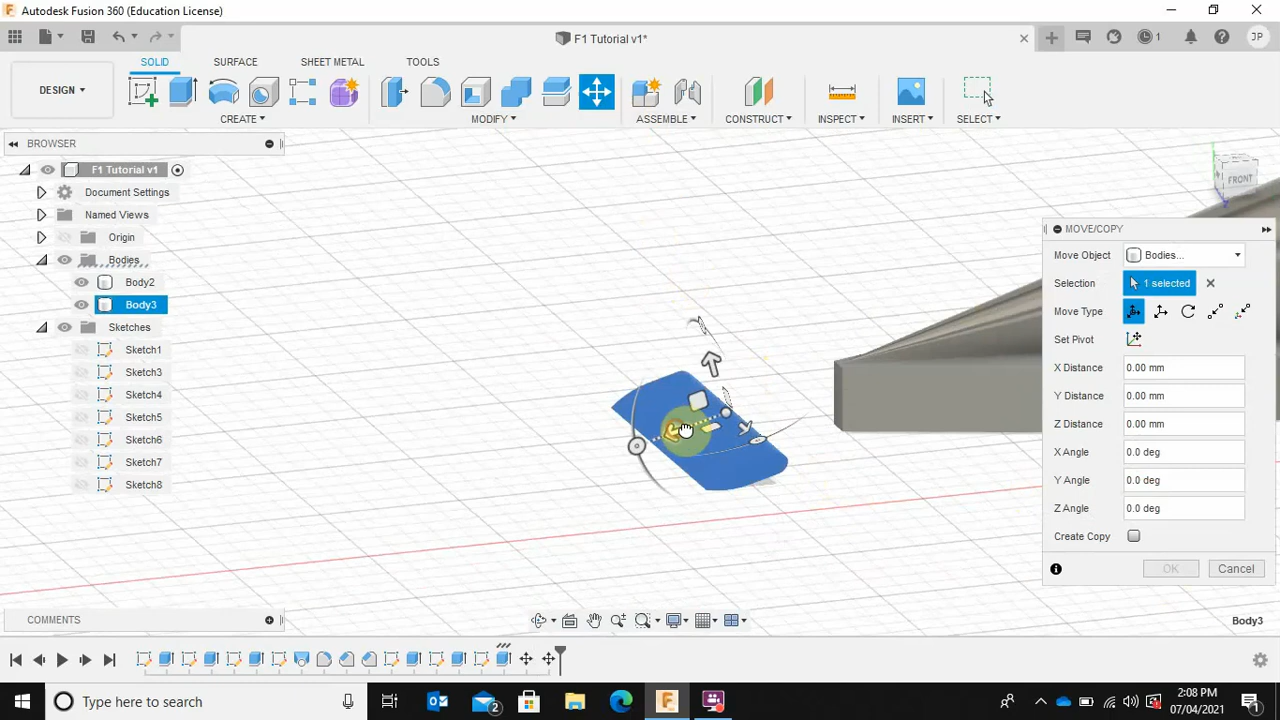 Autodesk Fusion 360 (Education License)
F1 Tutorial v1*
1
JP
SOLID
SURFACE
SHEET METAL
TOOLS
DESIGN
CREATE
MODIFY
ASSEMBLE
CONSTRUCT
INSPECT
INSERT
SELECT
BROWSER
F1 Tutorial v1
Document Settings
Named Views
Origin
Bodies
Body2
Body3
Sketches
Sketch1
Sketch3
Sketch4
Sketch5
Sketch6
Sketch7
Sketch8
FRONT
MOVE/COPY
Move Object Bodies...
Selection 1 selected
Move Type
Set Pivot
X Distance 0.00 mm
Y Distance 0.00 mm
Z Distance 0.00 mm
X Angle 0.0 deg
Y Angle 0.0 deg
Z Angle 0.0 deg
Create Copy
OK Cancel
COMMENTS
Body3
Type here to search
2
2:08 PM
07/04/2021
1